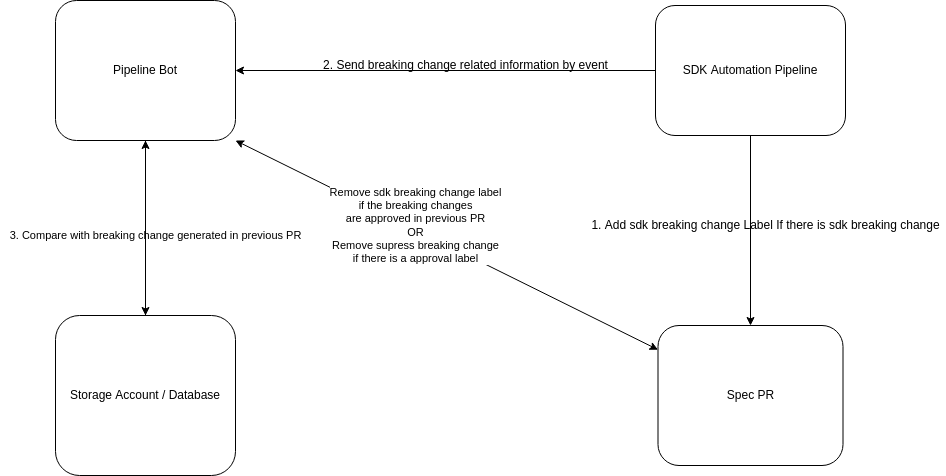 Pipeline Bot
2. Send breaking change related information by event
SDK Automation Pipeline
Remove sdk breaking change label
if the breaking changes
are approved in previous PR
OR
Remove supress breaking change
if there is a approval label
3. Compare with breaking change generated in previous PR
1. Add sdk breaking change Label If there is sdk breaking change
Storage Account / Database
Spec PR